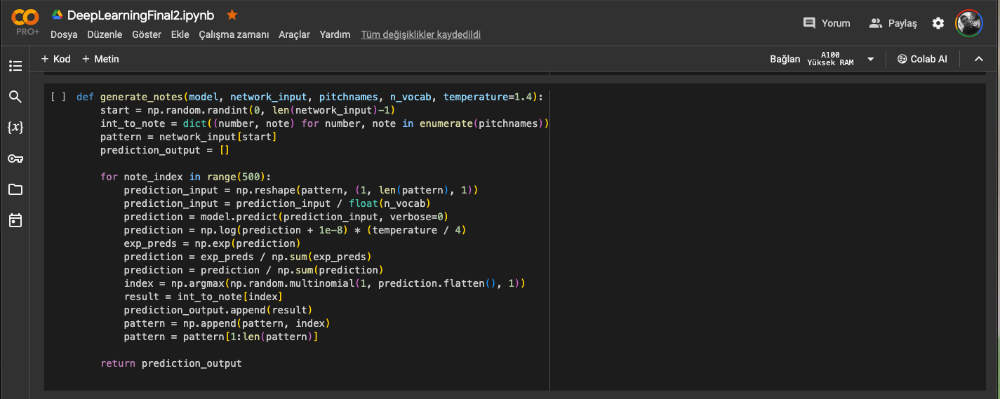 DeepLearningFinal2.ipynb
PRO+
Dosya Düzenle Göster Ekle Çalışma zamanı Araçlar Yardım Tüm değişiklikler kaydedildi
Yorum Paylaş
+ Kod + Metin
Bağlan A100
Yüksek RAM
Colab AI
{x}
[ ] def generate_notes(model, network_input, pitchnames, n_vocab, temperature=1.4):
    start = np.random.randint(0, len(network_input)-1)
    int_to_note = dict((number, note) for number, note in enumerate(pitchnames))
    pattern = network_input[start]
    prediction_output = []

    for note_index in range(500):
        prediction_input = np.reshape(pattern, (1, len(pattern), 1))
        prediction_input = prediction_input / float(n_vocab)
        prediction = model.predict(prediction_input, verbose=0)
        prediction = np.log(prediction + 1e-8) * (temperature / 4)
        exp_preds = np.exp(prediction)
        prediction = exp_preds / np.sum(exp_preds)
        prediction = prediction / np.sum(prediction)
        index = np.argmax(np.random.multinomial(1, prediction.flatten(), 1))
        result = int_to_note[index]
        prediction_output.append(result)
        pattern = np.append(pattern, index)
        pattern = pattern[1:len(pattern)]

    return prediction_output